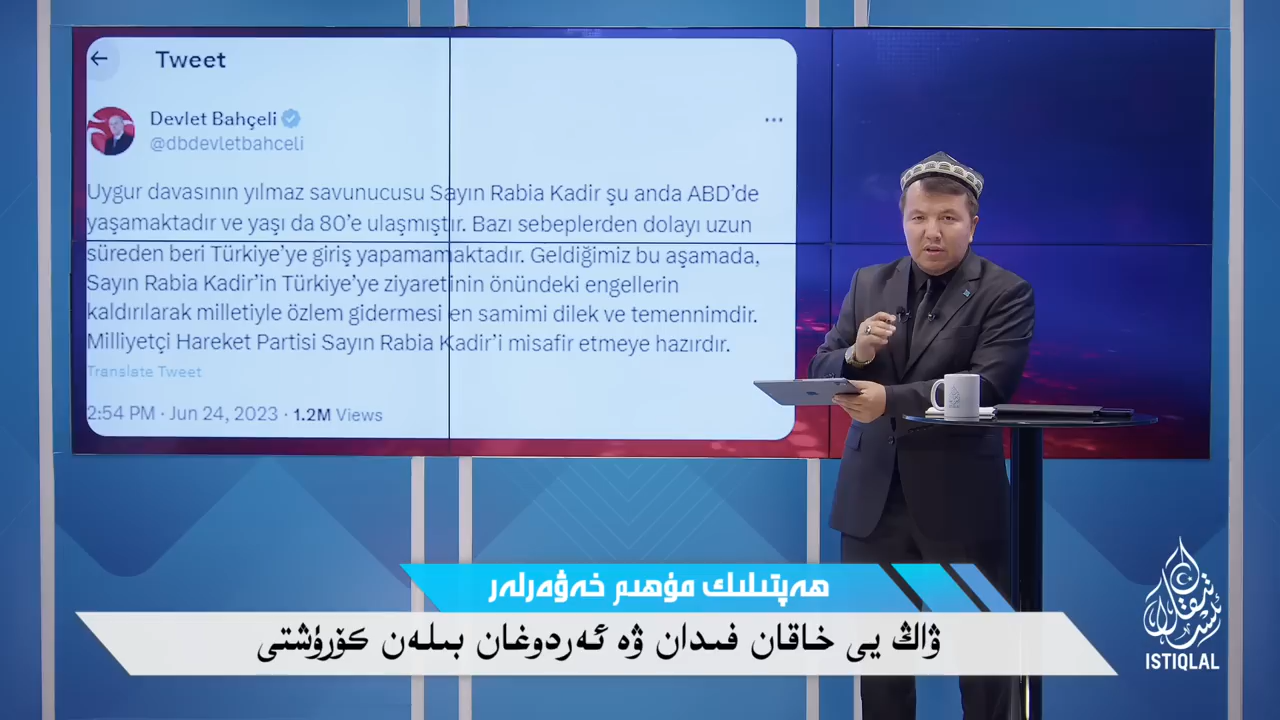 Tweet
Devlet Bahçeli
@dbdevletbahceli
Uygur davasının yılmaz savunucusu Sayın Rabia Kadir şu anda ABD’de
yaşamaktadır ve yaşı da 80’e ulaşmıştır. Bazı sebeplerden dolayı uzun
süreden beri Türkiye’ye giriş yapamamaktadır. Geldiğimiz bu aşamada,
Sayın Rabia Kadir’in Türkiye’ye ziyaretinin önündeki engellerin
kaldırılarak milletiyle özlem gidermesi en samimi dilek ve temennimdir.
Milliyetçi Hareket Partisi Sayın Rabia Kadir’i misafir etmeye hazırdır.
Translate Tweet
2:54 PM · Jun 24, 2023 · 1.2M Views
ھەپتىلىك مۇھىم خەۋەرلەر
ۋاڭ يى خاقان فىدان ۋە ئەردوغان بىلەن كۆرۈشتى
ئىستىقلال
ISTIQLAL